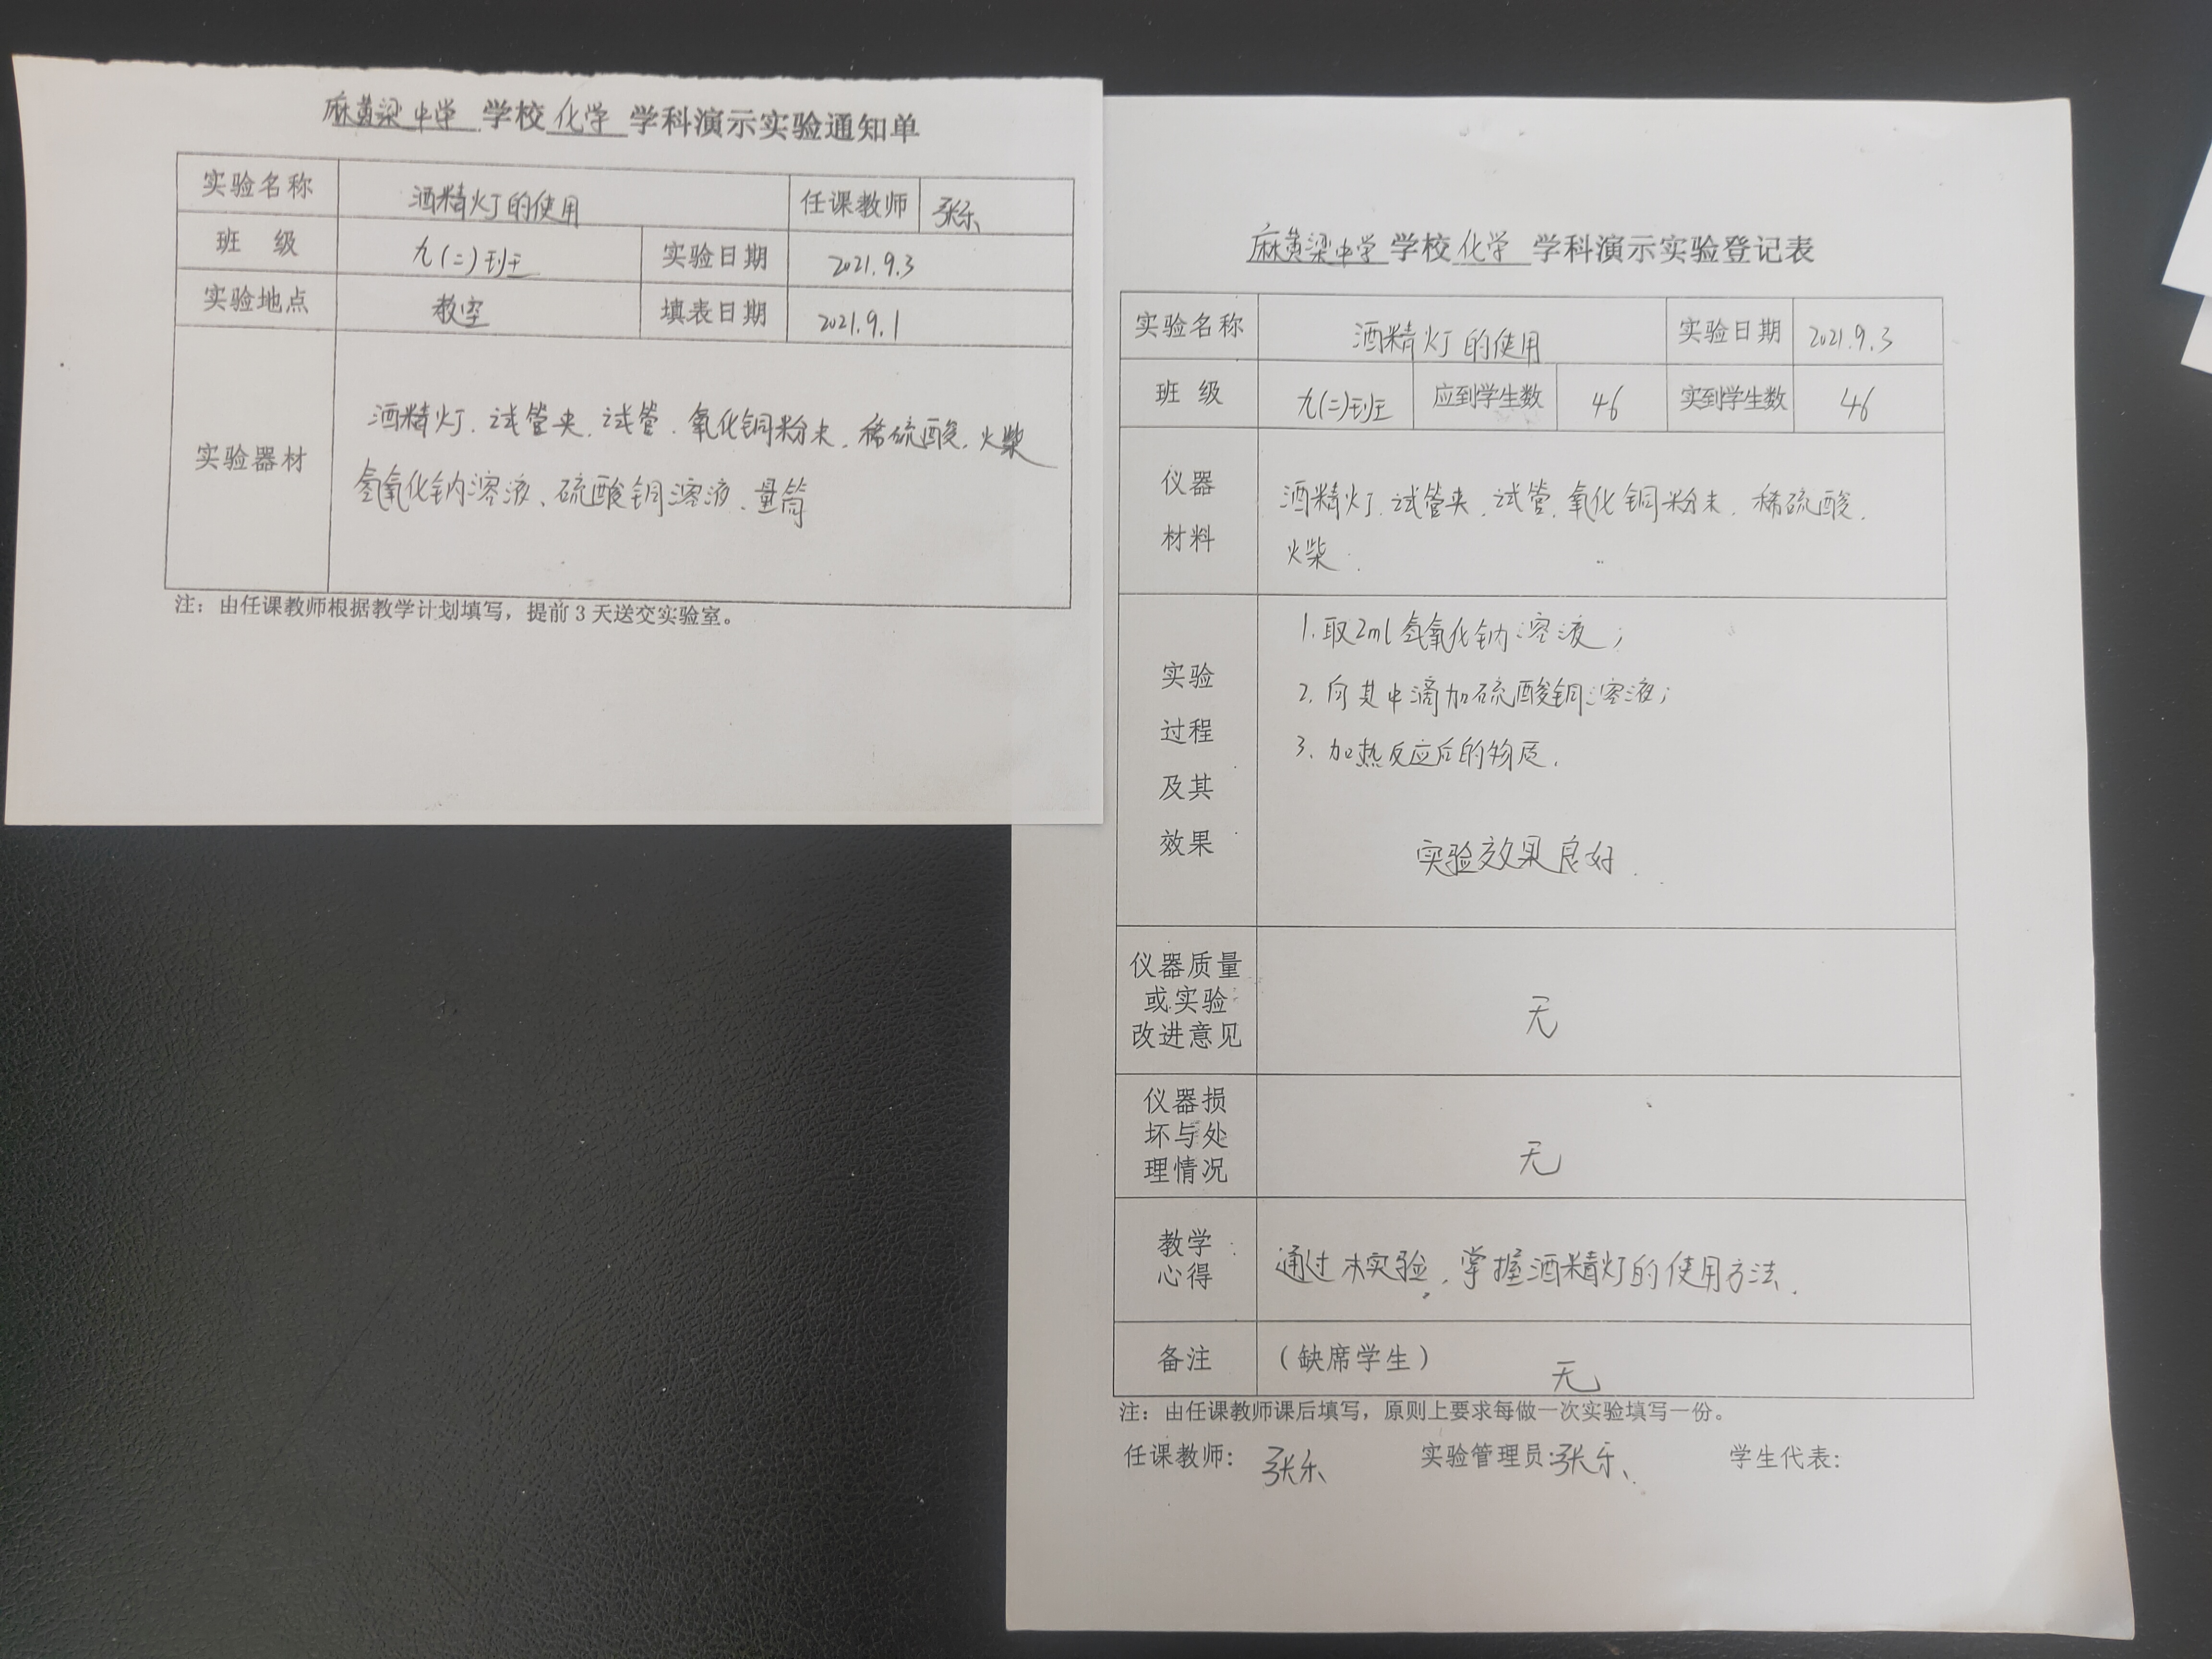 麻黄梁中学 学校 化学 学科演示实验通知单
实验名称 酒精灯的使用 任课教师 张乐
班 级 九(二)班 实验日期 2021.9.3
实验地点 教室 填表日期 2021.9.1
实验器材
酒精灯、试管夹、试管、氧化铜粉末、稀硫酸、火柴
氢氧化钠溶液、硫酸铜溶液、量筒
注：由任课教师根据教学计划填写，提前3天送交实验室。
麻黄梁中学 学校 化学 学科演示实验登记表
实验名称 酒精灯的使用 实验日期 2021.9.3
班 级 九(二)班 应到学生数 46 实到学生数 46
仪器
材料
酒精灯、试管夹、试管、氧化铜粉末、稀硫酸、
火柴.
实验
过程
及其
效果
1.取2ml氢氧化钠溶液；
2.向其中滴加硫酸铜溶液；
3.加热反应后的物质.
实验效果良好.
仪器质量
或实验
改进意见
无
仪器损
坏与处
理情况
无
教学
心得
通过本实验，掌握酒精灯的使用方法.
备注 （缺席学生） 无
注：由任课教师课后填写，原则上要求每做一次实验填写一份。
任课教师：张乐 实验管理员：张乐 学生代表：